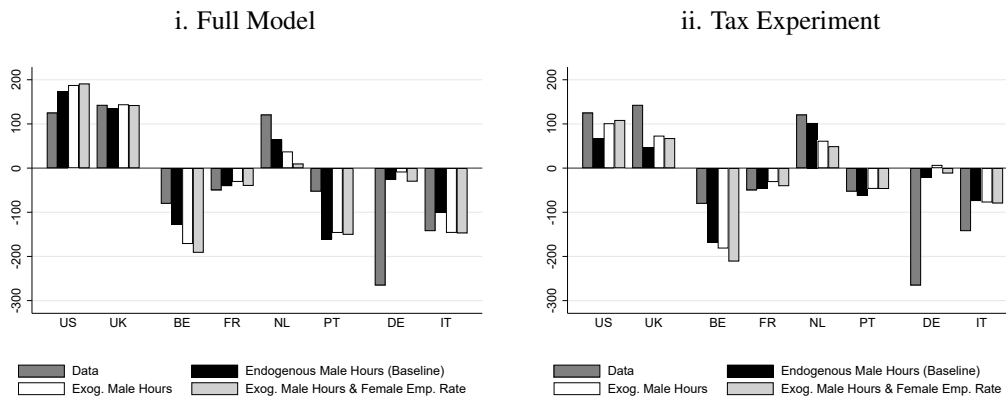 i. Full Model
200
100
0
-100
-200
-300
US UK BE FR NL PT DE IT
Data Endogenous Male Hours (Baseline)
Exog. Male Hours Exog. Male Hours & Female Emp. Rate
ii. Tax Experiment
200
100
0
-100
-200
-300
US UK BE FR NL PT DE IT
Data Endogenous Male Hours (Baseline)
Exog. Male Hours Exog. Male Hours & Female Emp. Rate